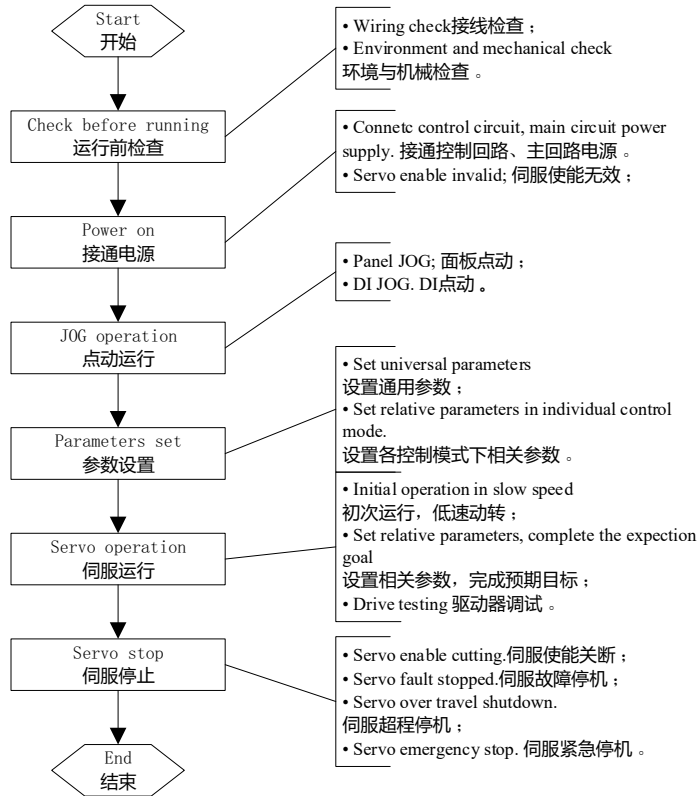 Start
开始
• Wiring check接线检查；
• Environment and mechanical check
环境与机械检查。
Check before running
运行前检查
• Connetc control circuit, main circuit power
supply. 接通控制回路、主回路电源。
• Servo enable invalid; 伺服使能无效；
Power on
接通电源
• Panel JOG; 面板点动；
• DI JOG. DI点动。
JOG operation
点动运行
• Set universal parameters
设置通用参数；
• Set relative parameters in individual control
mode.
设置各控制模式下相关参数。
Parameters set
参数设置
• Initial operation in slow speed
初次运行，低速动转；
• Set relative parameters, complete the expection
goal
设置相关参数，完成预期目标；
• Drive testing 驱动器调试。
Servo operation
伺服运行
• Servo enable cutting.伺服使能关断；
• Servo fault stopped.伺服故障停机；
• Servo over travel shutdown.
伺服超程停机；
• Servo emergency stop. 伺服紧急停机。
Servo stop
伺服停止
End
结束